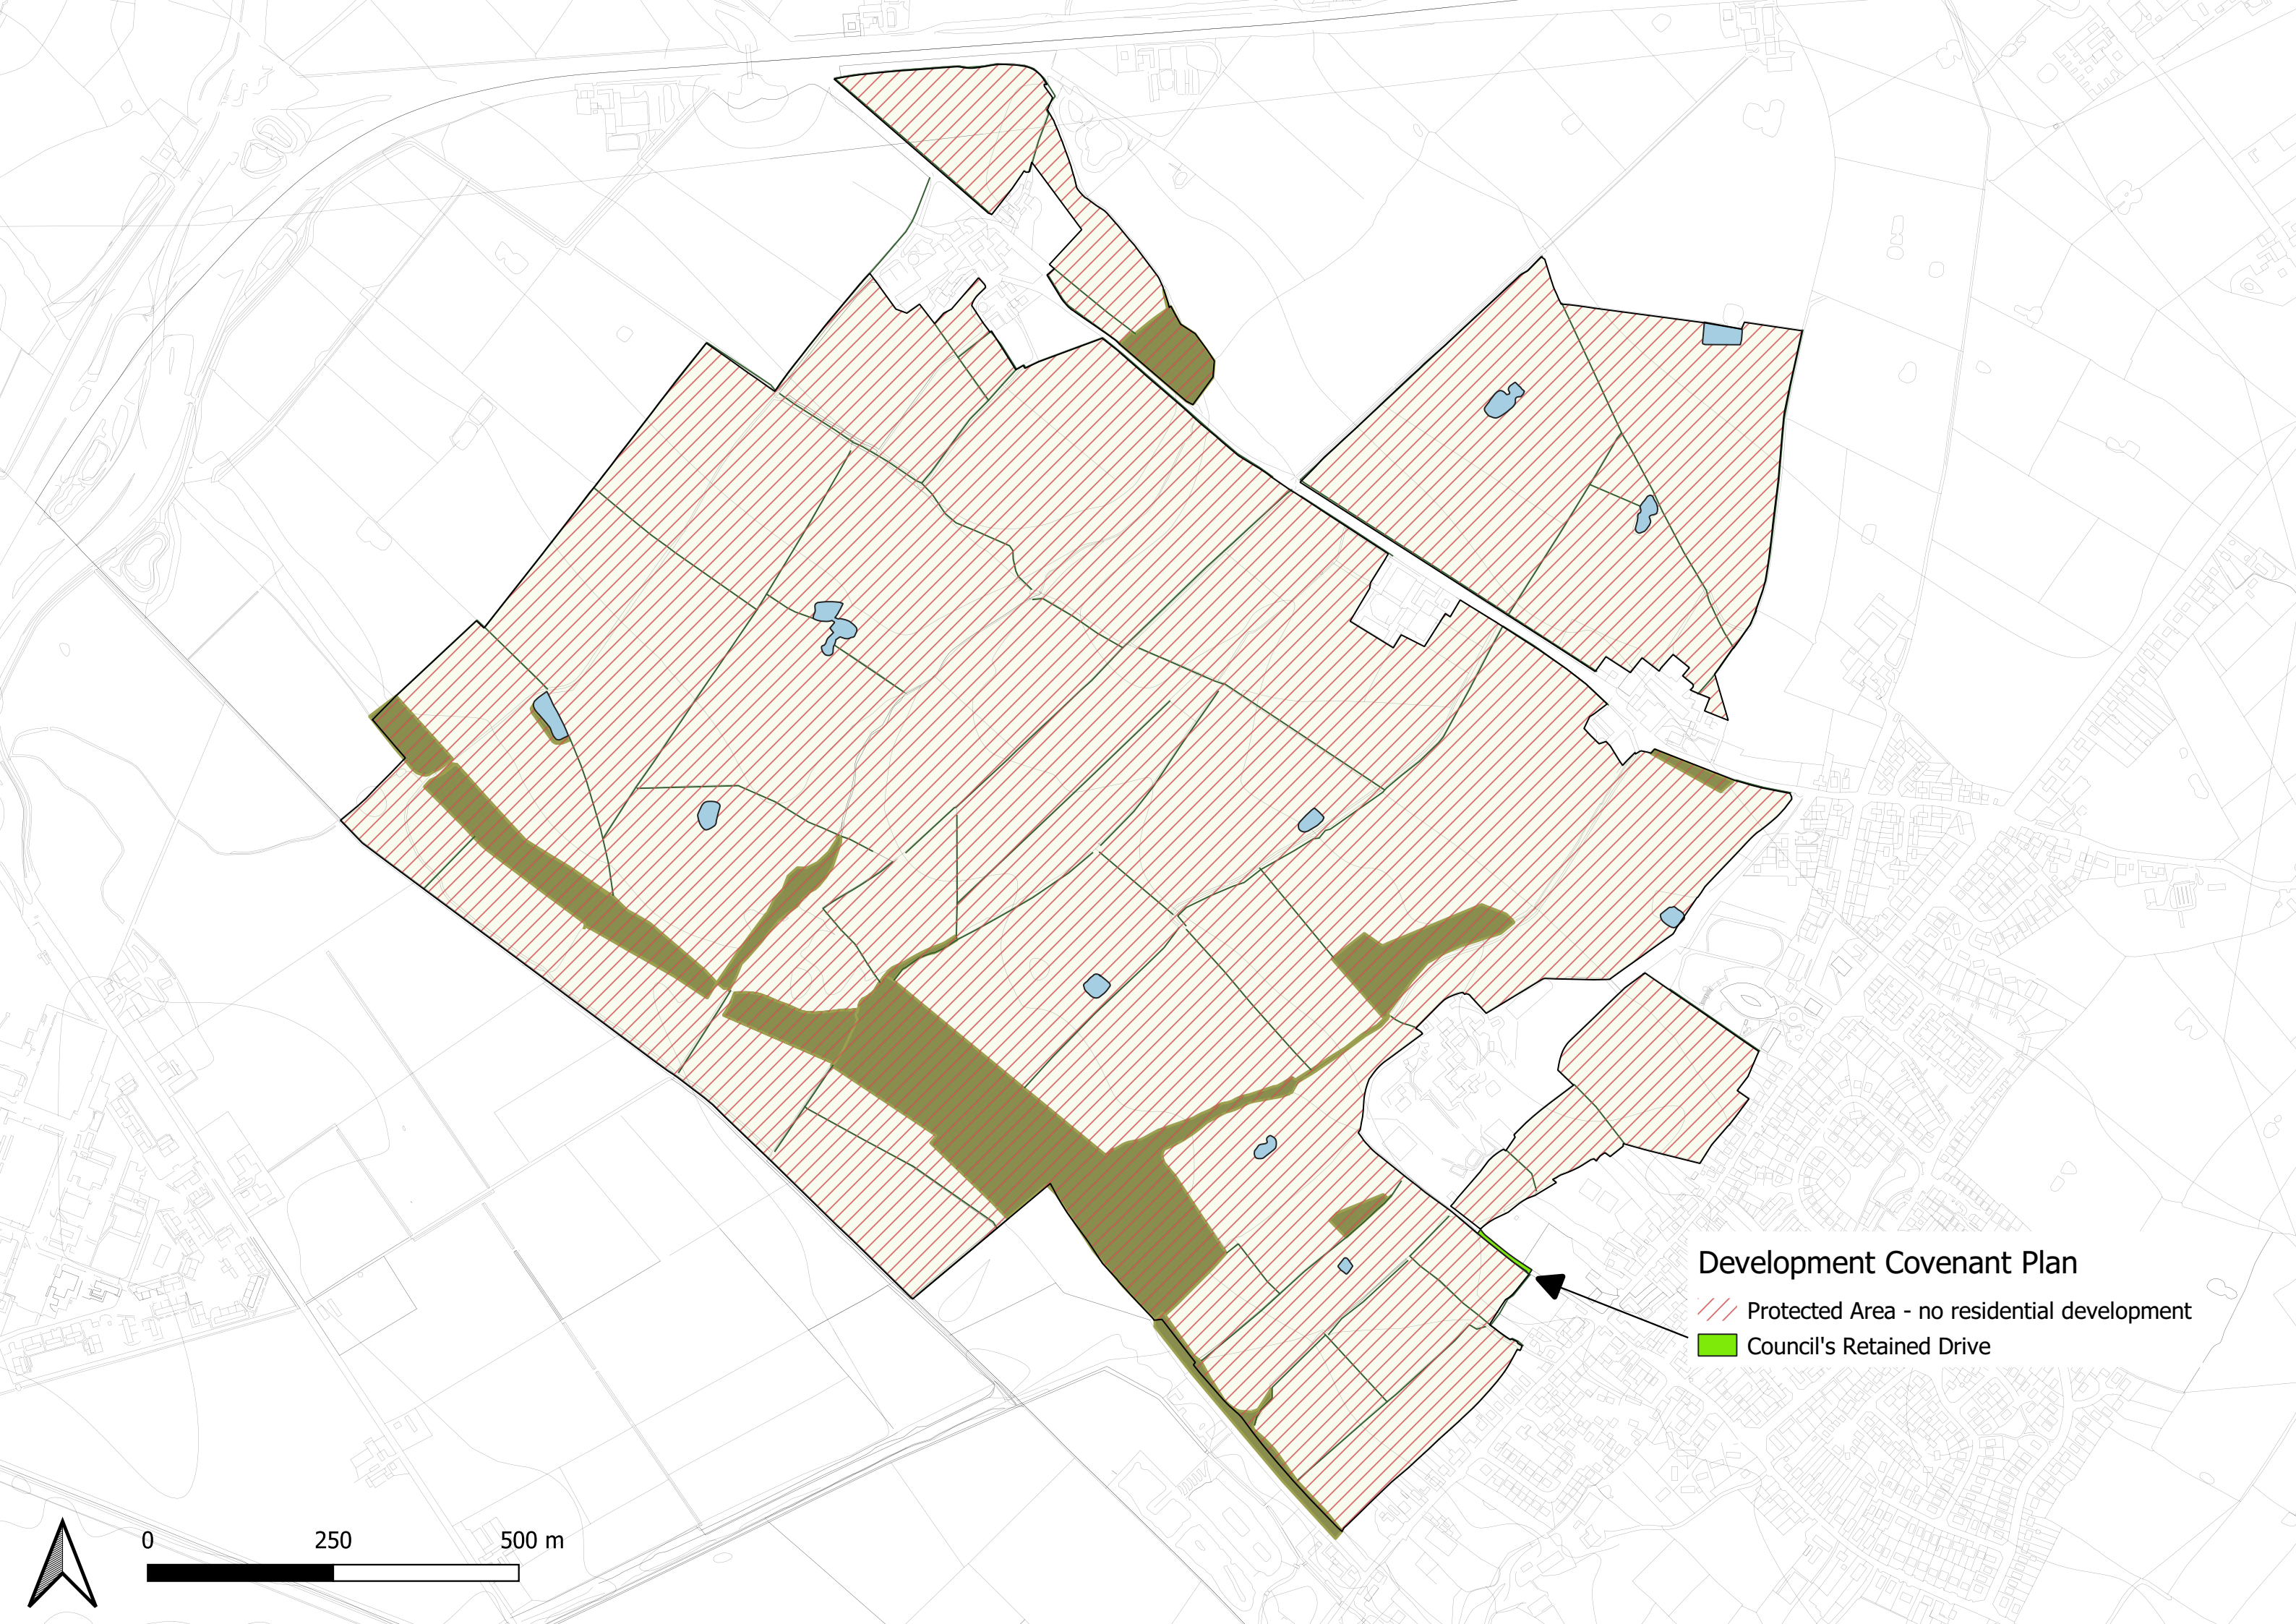 Development Covenant Plan
Protected Area - no residential development
Council's Retained Drive
0 250 500 m